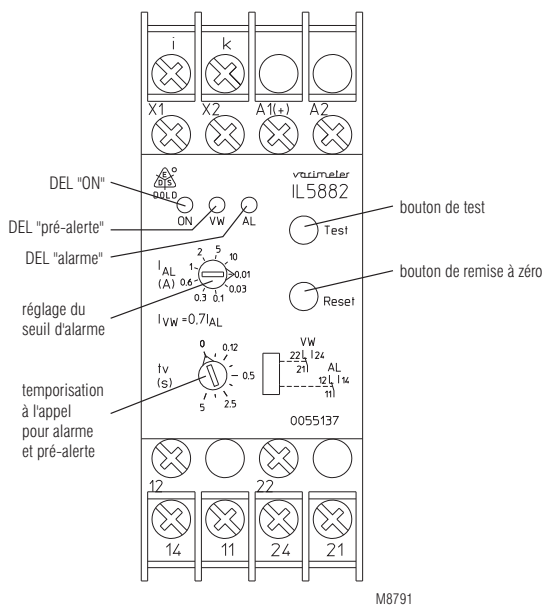 i k
X1 X2 A1(+) A2
E
D S
DOLD
varimeter
IL5882
DEL "ON"
DEL "pré-alerte"
DEL "alarme"
ON VW AL
Test
bouton de test
I AL
(A)
0.01
0.03
0.1
0.3
0.6
1
2
5
10
Reset
bouton de remise à zéro
réglage du
seuil d'alarme
I VW =0,7I AL
tv
(s)
0
0.12
0.5
2.5
5
temporisation
à l'appel
pour alarme
et pré-alerte
VW
22 24
21
AL
12 14
11
0055137
12 22
14 11 24 21
M8791